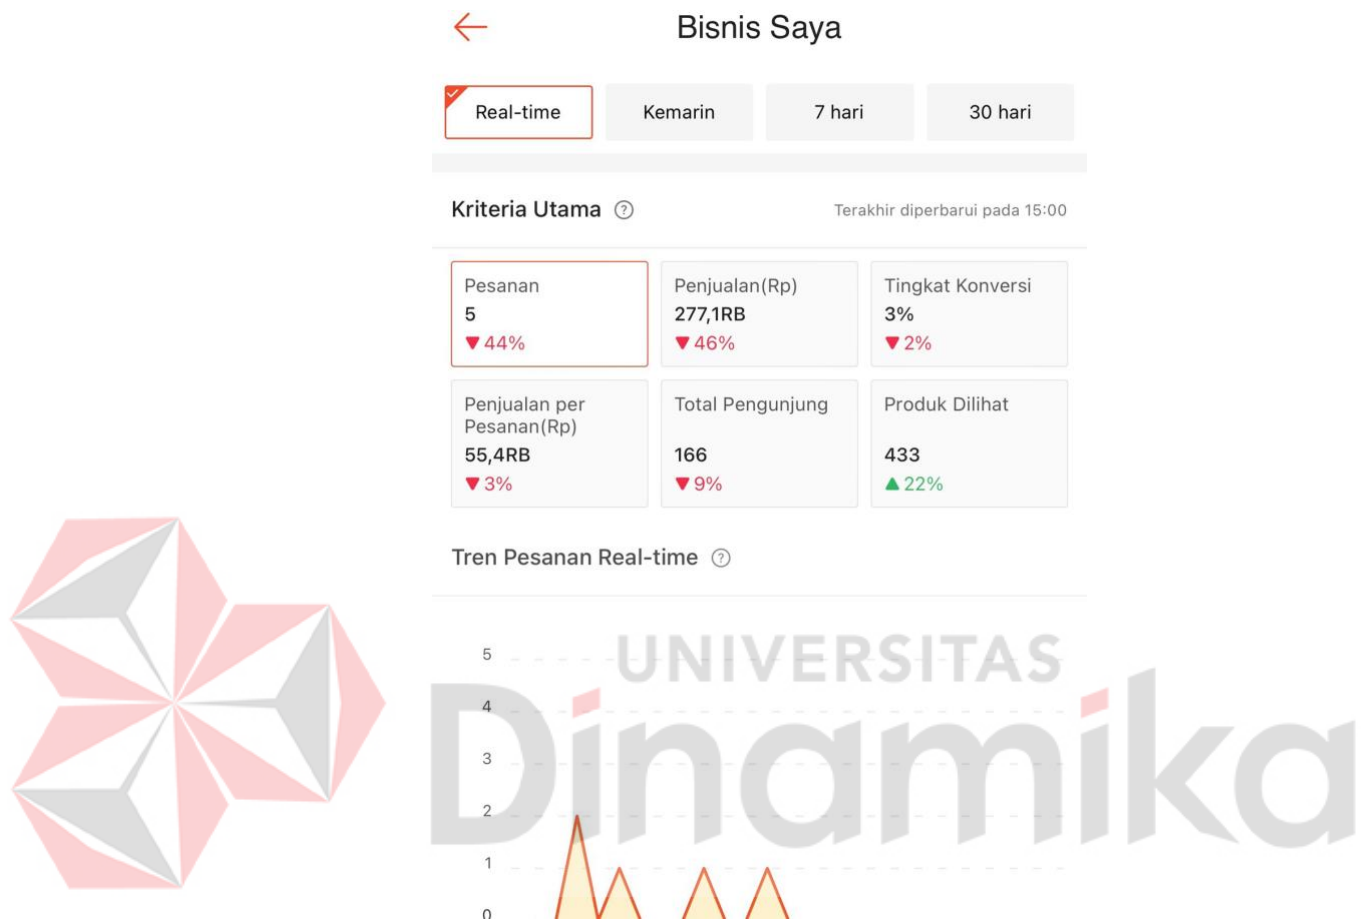 Bisnis Saya
Real-time Kemarin 7 hari 30 hari
Kriteria Utama ? Terakhir diperbarui pada 15:00
Pesanan
5
▼ 44%
Penjualan(Rp)
277,1RB
▼ 46%
Tingkat Konversi
3%
▼ 2%
Penjualan per
Pesanan(Rp)
55,4RB
▼ 3%
Total Pengunjung
166
▼ 9%
Produk Dilihat
433
▲ 22%
Tren Pesanan Real-time ?
5
4
3
2
1
0
UNIVERSITAS
Dinamika